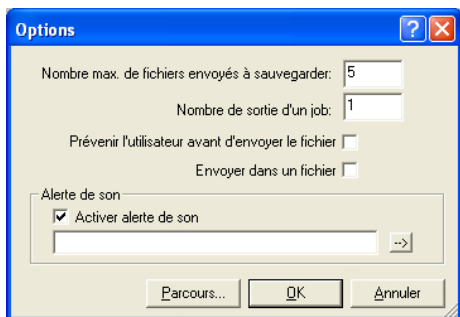 Options
Nombre max. de fichiers envoyés à sauvegarder: 5
Nombre de sortie d'un job: 1
Prévenir l'utilisateur avant d'envoyer le fichier
Envoyer dans un fichier
Alerte de son
Activer alerte de son
-->
Parcours... OK Annuler